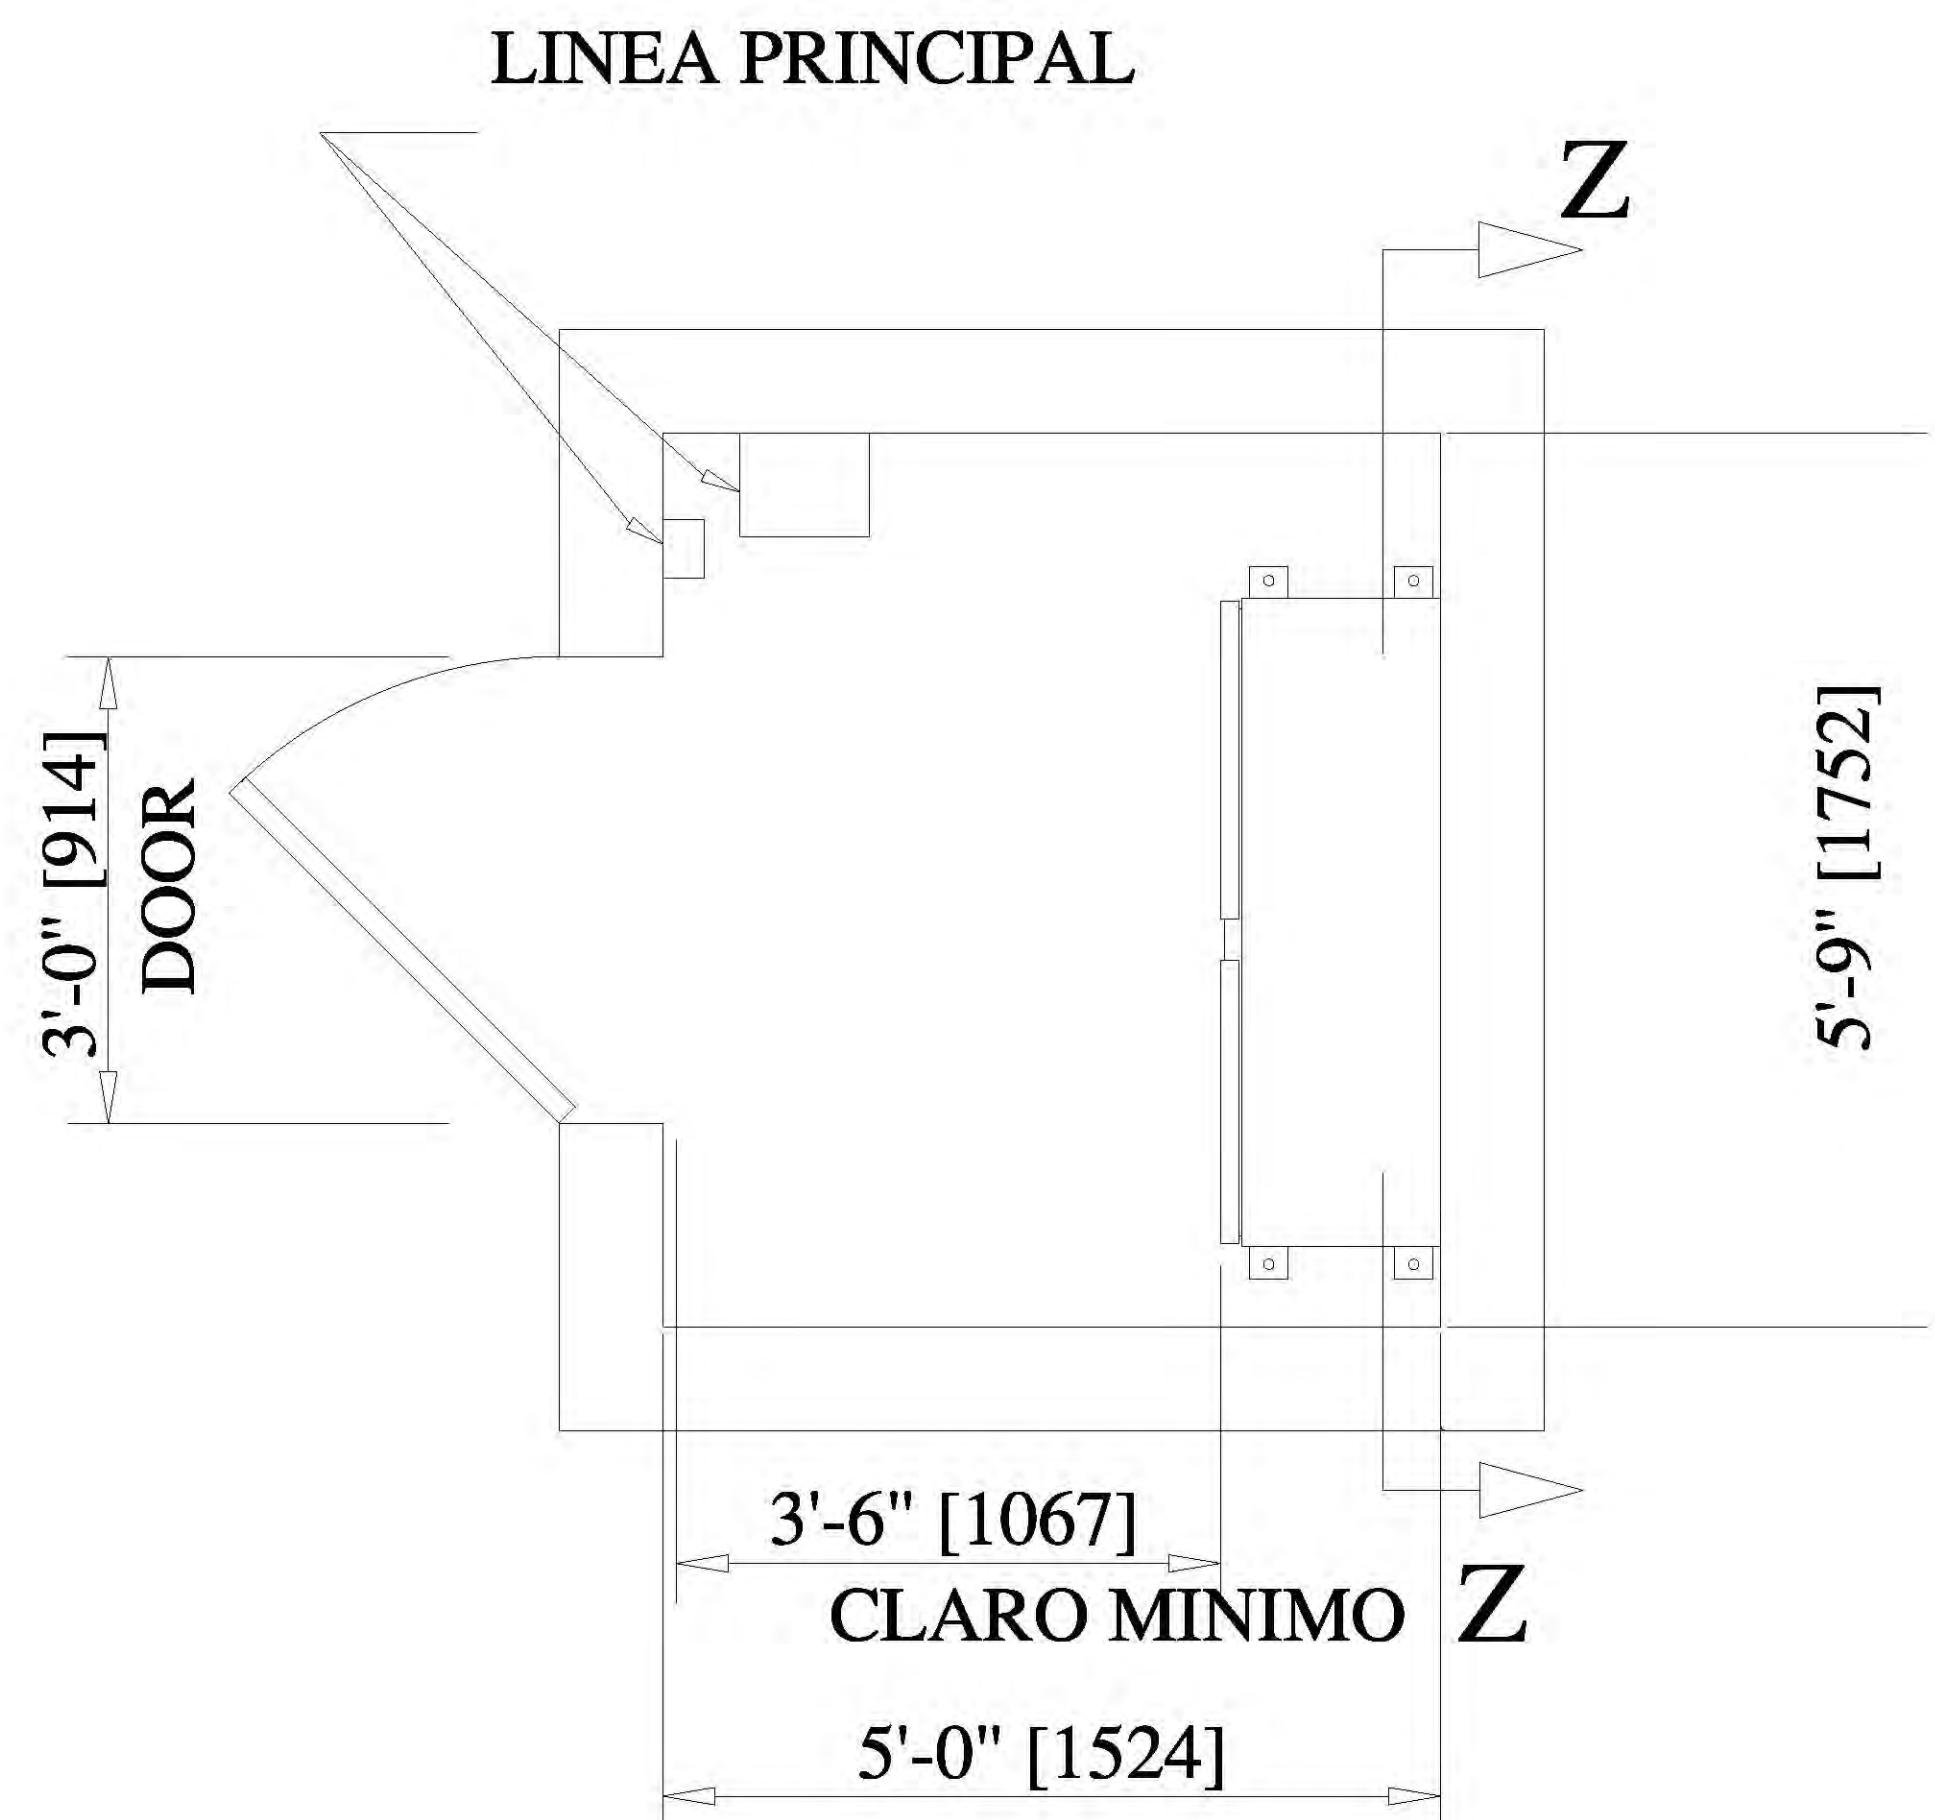 LINEA PRINCIPAL
Z
3'-0" [914]
DOOR
5'-9" [1752]
3'-6" [1067]
CLARO MINIMO
Z
5'-0" [1524]